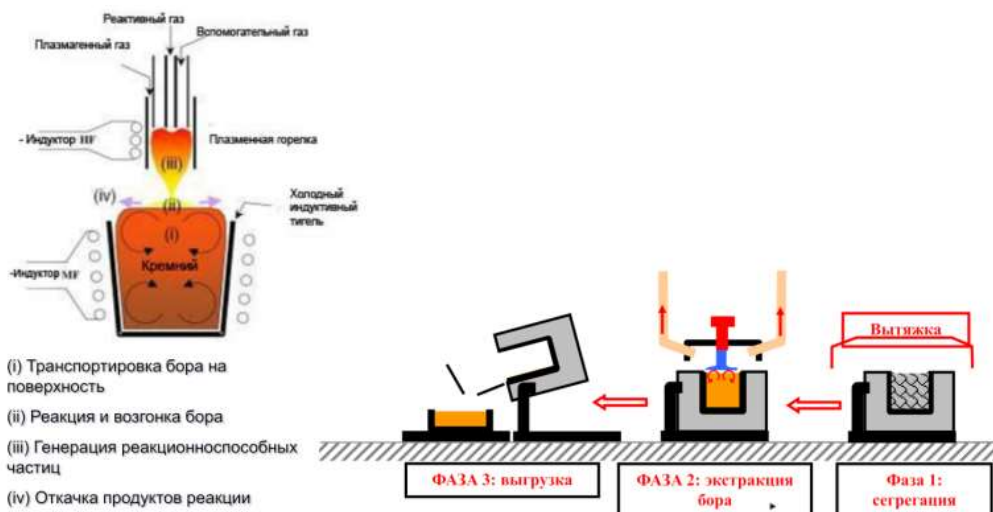 Реактивный газ
Вспомогательный газ
Плазмагенный газ
- Индуктор HF
Плазменная горелка
(iii)
(iv)
(ii)
Холодный
индуктивный
тигель
(i)
Кремний
-Индуктор MF
(i) Транспортировка бора на
поверхность
(ii) Реакция и возгонка бора
(iii) Генерация реакционноспособных
частиц
(iv) Откачка продуктов реакции
Вытяжка
ФАЗА 3: выгрузка
ФАЗА 2: экстракция
бора
Фаза 1:
сегрегация